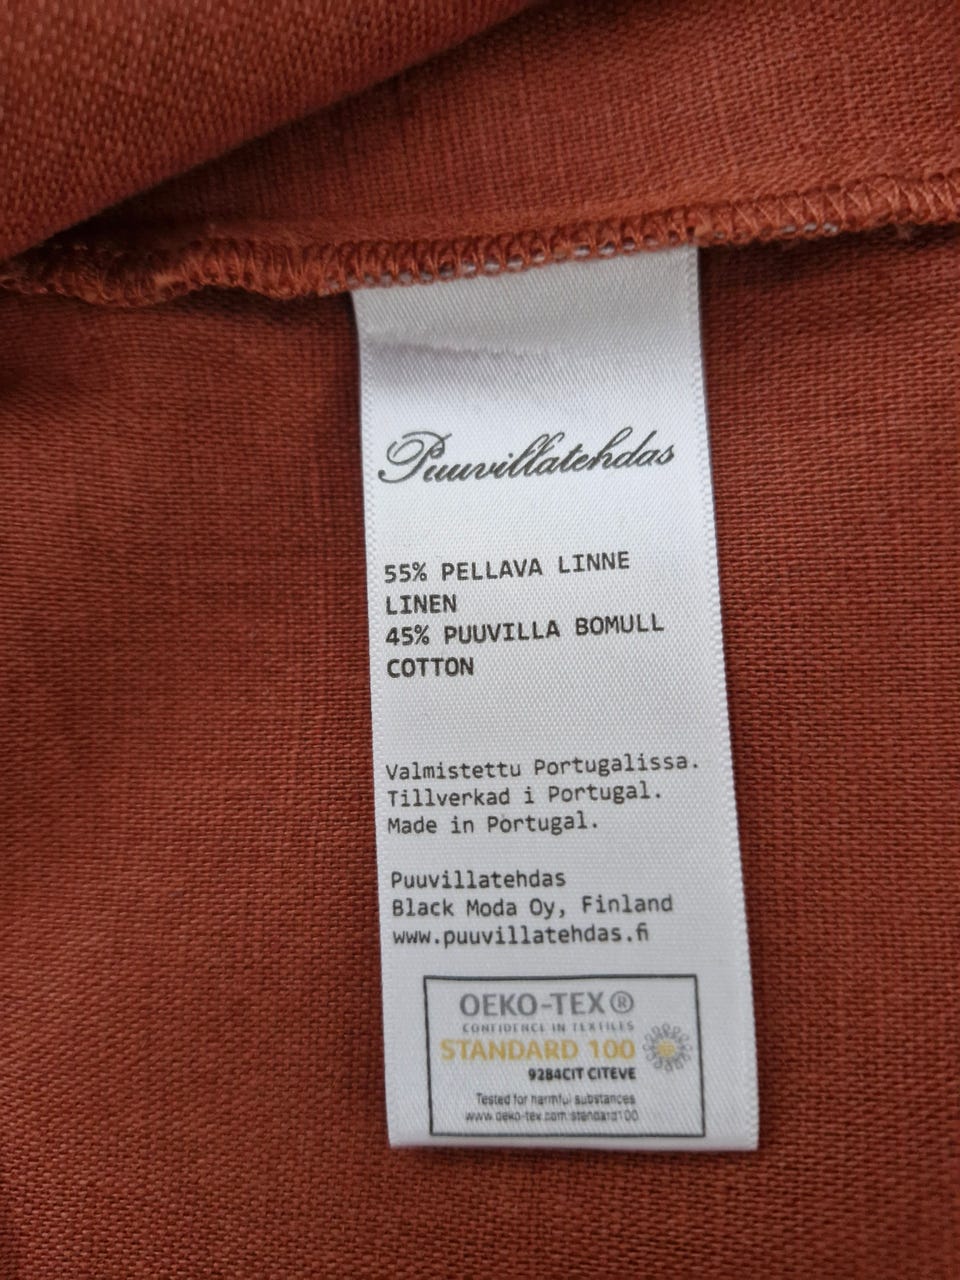 Puuvillatehdas
55% PELLAVA LINNE
LINEN
45% PUUVILLA BOMULL
COTTON
Valmistettu Portugalissa.
Tillverkad i Portugal.
Made in Portugal.
Puuvillatehdas
Black Moda Oy, Finland
www.puuvillatehdas.fi
OEKO-TEX®
CONFIDENCE IN TEXTILES
STANDARD 100
9284CIT CITEVE
Tested for harmful substances
www.oeko-tex.com/standard100